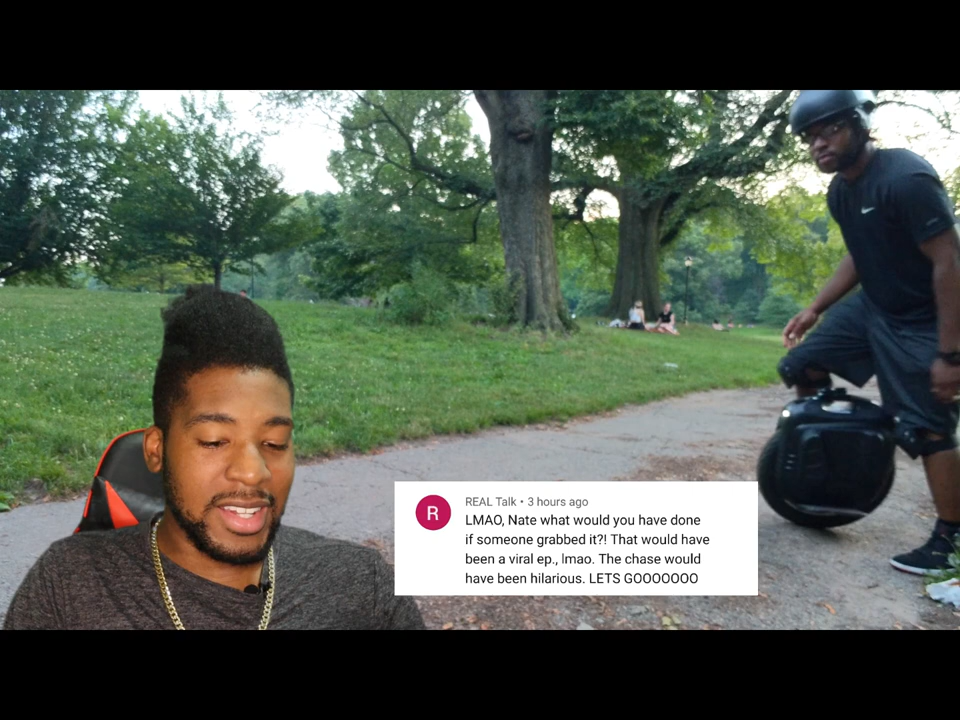 REAL Talk • 3 hours ago
LMAO, Nate what would you have done
if someone grabbed it?! That would have
been a viral ep., lmao. The chase would
have been hilarious. LETS GOOOOOOO
R